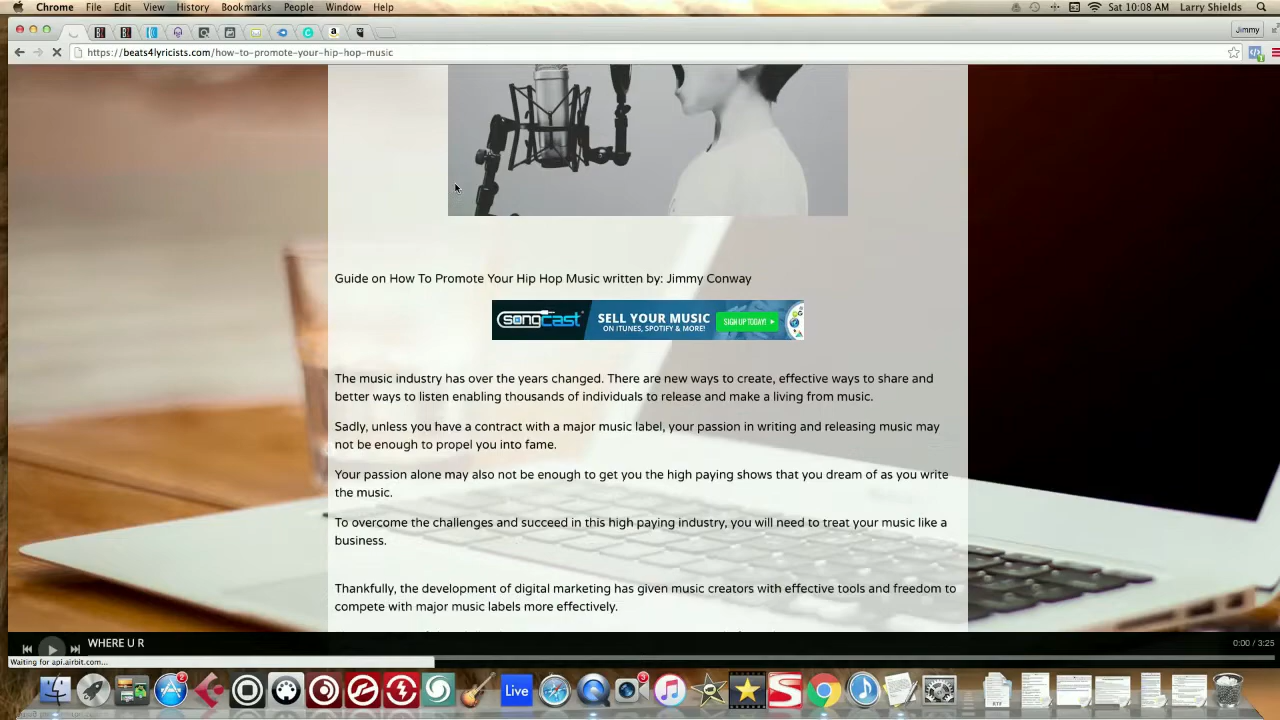 Chrome File Edit View History Bookmarks People Window Help Sat 10:08 AM Larry Shields
Jimmy
https://beats4lyricists.com/how-to-promote-your-hip-hop-music
Guide on How To Promote Your Hip Hop Music written by: Jimmy Conway
songcast SELL YOUR MUSIC SIGN UP TODAY!
ON ITUNES, SPOTIFY & MORE!
The music industry has over the years changed. There are new ways to create, effective ways to share and
better ways to listen enabling thousands of individuals to release and make a living from music.
Sadly, unless you have a contract with a major music label, your passion in writing and releasing music may
not be enough to propel you into fame.
Your passion alone may also not be enough to get you the high paying shows that you dream of as you write
the music.
To overcome the challenges and succeed in this high paying industry, you will need to treat your music like a
business.
Thankfully, the development of digital marketing has given music creators with effective tools and freedom to
compete with major music labels more effectively.
WHERE U R 0:00 / 3:25
Waiting for api.airbit.com...
2 Live 3